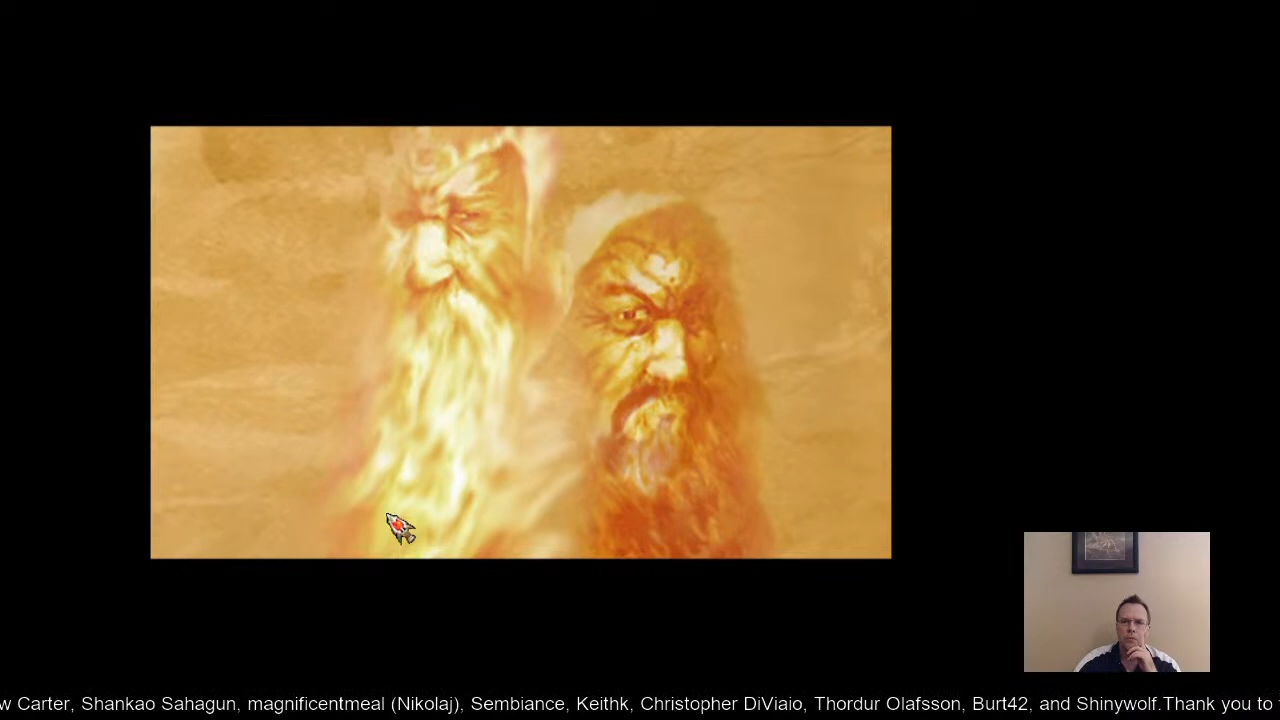 w Carter, Shankao Sahagun, magnificentmeal (Nikolaj), Sembiance, Keithk, Christopher DiViaio, Thordur Olafsson, Burt42, and Shinywolf.Thank you to